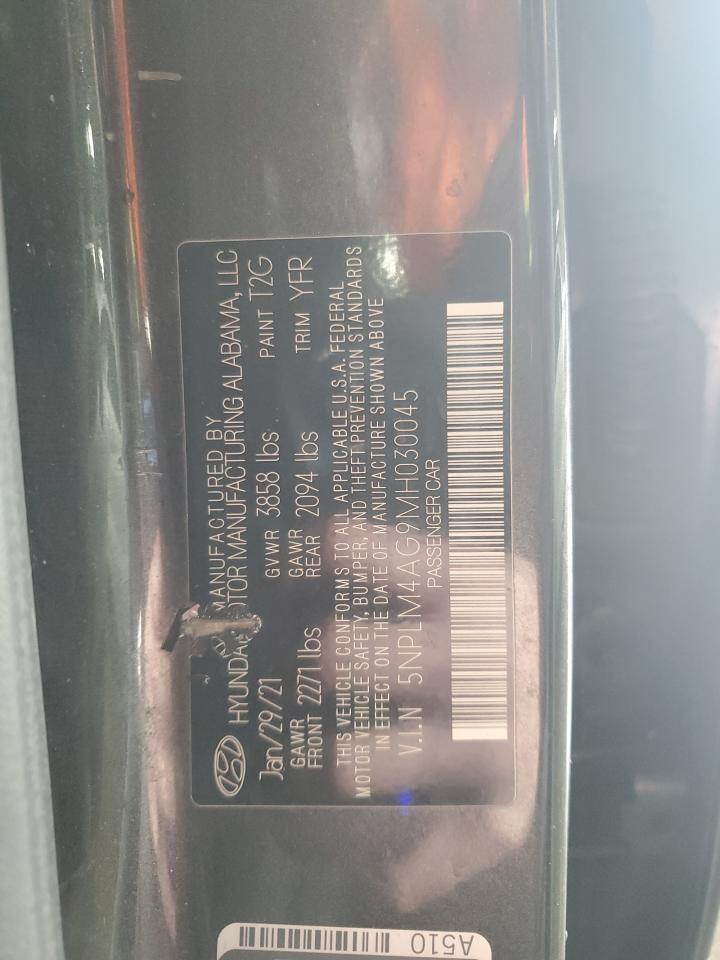 MANUFACTURED BY
HYUNDAI MOTOR MANUFACTURING ALABAMA, LLC
Jan/29/21 GVWR 3858 lbs PAINT T2G
GAWR FRONT 2271 lbs GAWR REAR 2094 lbs TRIM YFR
THIS VEHICLE CONFORMS TO ALL APPLICABLE U.S.A. FEDERAL
MOTOR VEHICLE SAFETY, BUMPER, AND THEFT PREVENTION STANDARDS
IN EFFECT ON THE DATE OF MANUFACTURE SHOWN ABOVE
V.I.N 5NPLM4AG9MH030045
PASSENGER CAR
A510